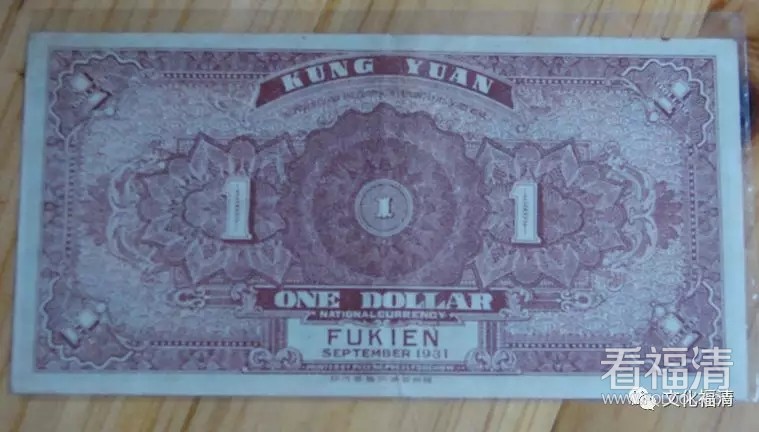 KUNG YUAN
1 1 1
ONE DOLLAR
NATIONAL CURRENCY
FUKIEN
SEPTEMBER 1931
看福清
文化福清